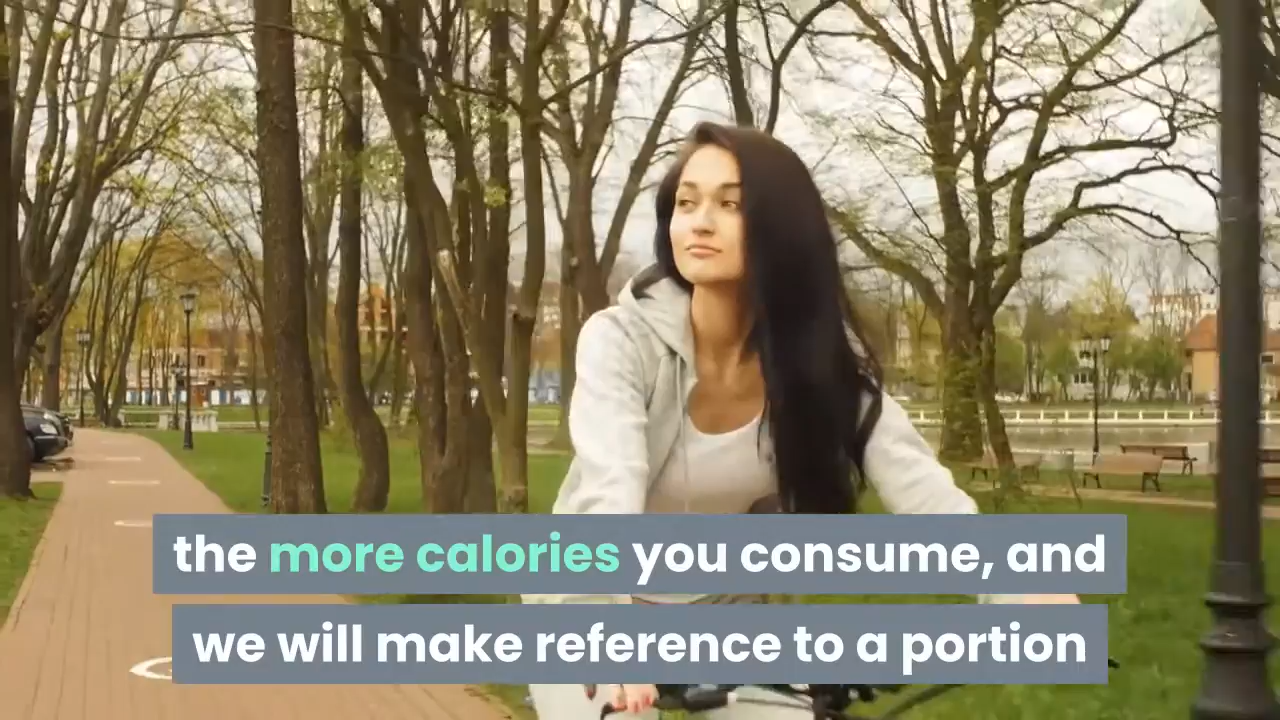 the more calories you consume, and
we will make reference to a portion